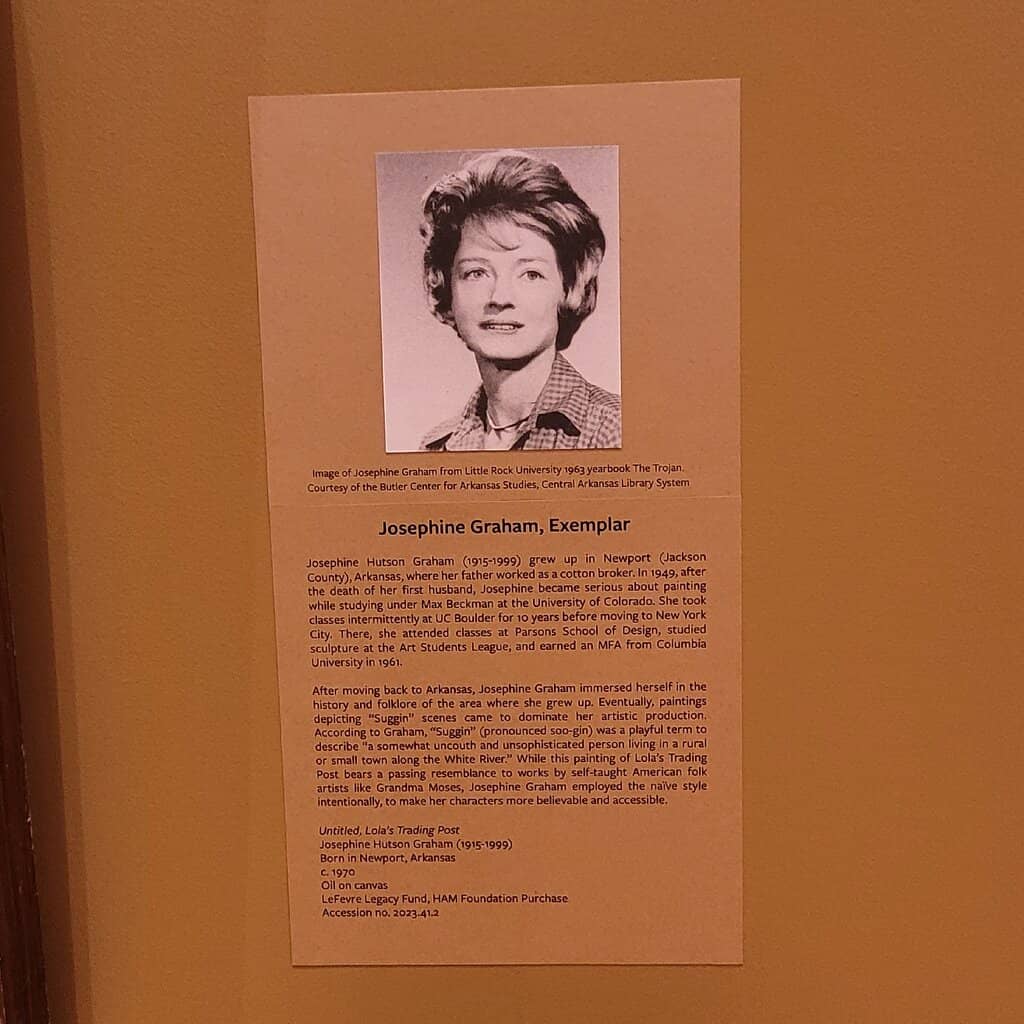 Image of Josephine Graham from Little Rock University 1963 yearbook The Trojan.
Courtesy of the Butler Center for Arkansas Studies, Central Arkansas Library System
Josephine Graham, Exemplar
Josephine Hutson Graham (1915-1999) grew up in Newport (Jackson
County), Arkansas, where her father worked as a cotton broker. In 1949, after
the death of her first husband, Josephine became serious about painting
while studying under Max Beckman at the University of Colorado. She took
classes intermittently at UC Boulder for 10 years before moving to New York
City. There, she attended classes at Parsons School of Design, studied
sculpture at the Art Students League, and earned an MFA from Columbia
University in 1961.
After moving back to Arkansas, Josephine Graham immersed herself in the
history and folklore of the area where she grew up. Eventually, paintings
depicting "Suggin" scenes came to dominate her artistic production.
According to Graham, "Suggin" (pronounced soo-gin) was a playful term to
describe "a somewhat uncouth and unsophisticated person living in a rural
or small town along the White River." While this painting of Lola's Trading
Post bears a passing resemblance to works by self-taught American folk
artists like Grandma Moses, Josephine Graham employed the naïve style
intentionally, to make her characters more believable and accessible.
Untitled, Lola's Trading Post
Josephine Hutson Graham (1915-1999)
Born in Newport, Arkansas
c. 1970
Oil on canvas
LeFevre Legacy Fund, HAM Foundation Purchase
Accession no. 2023.41.2